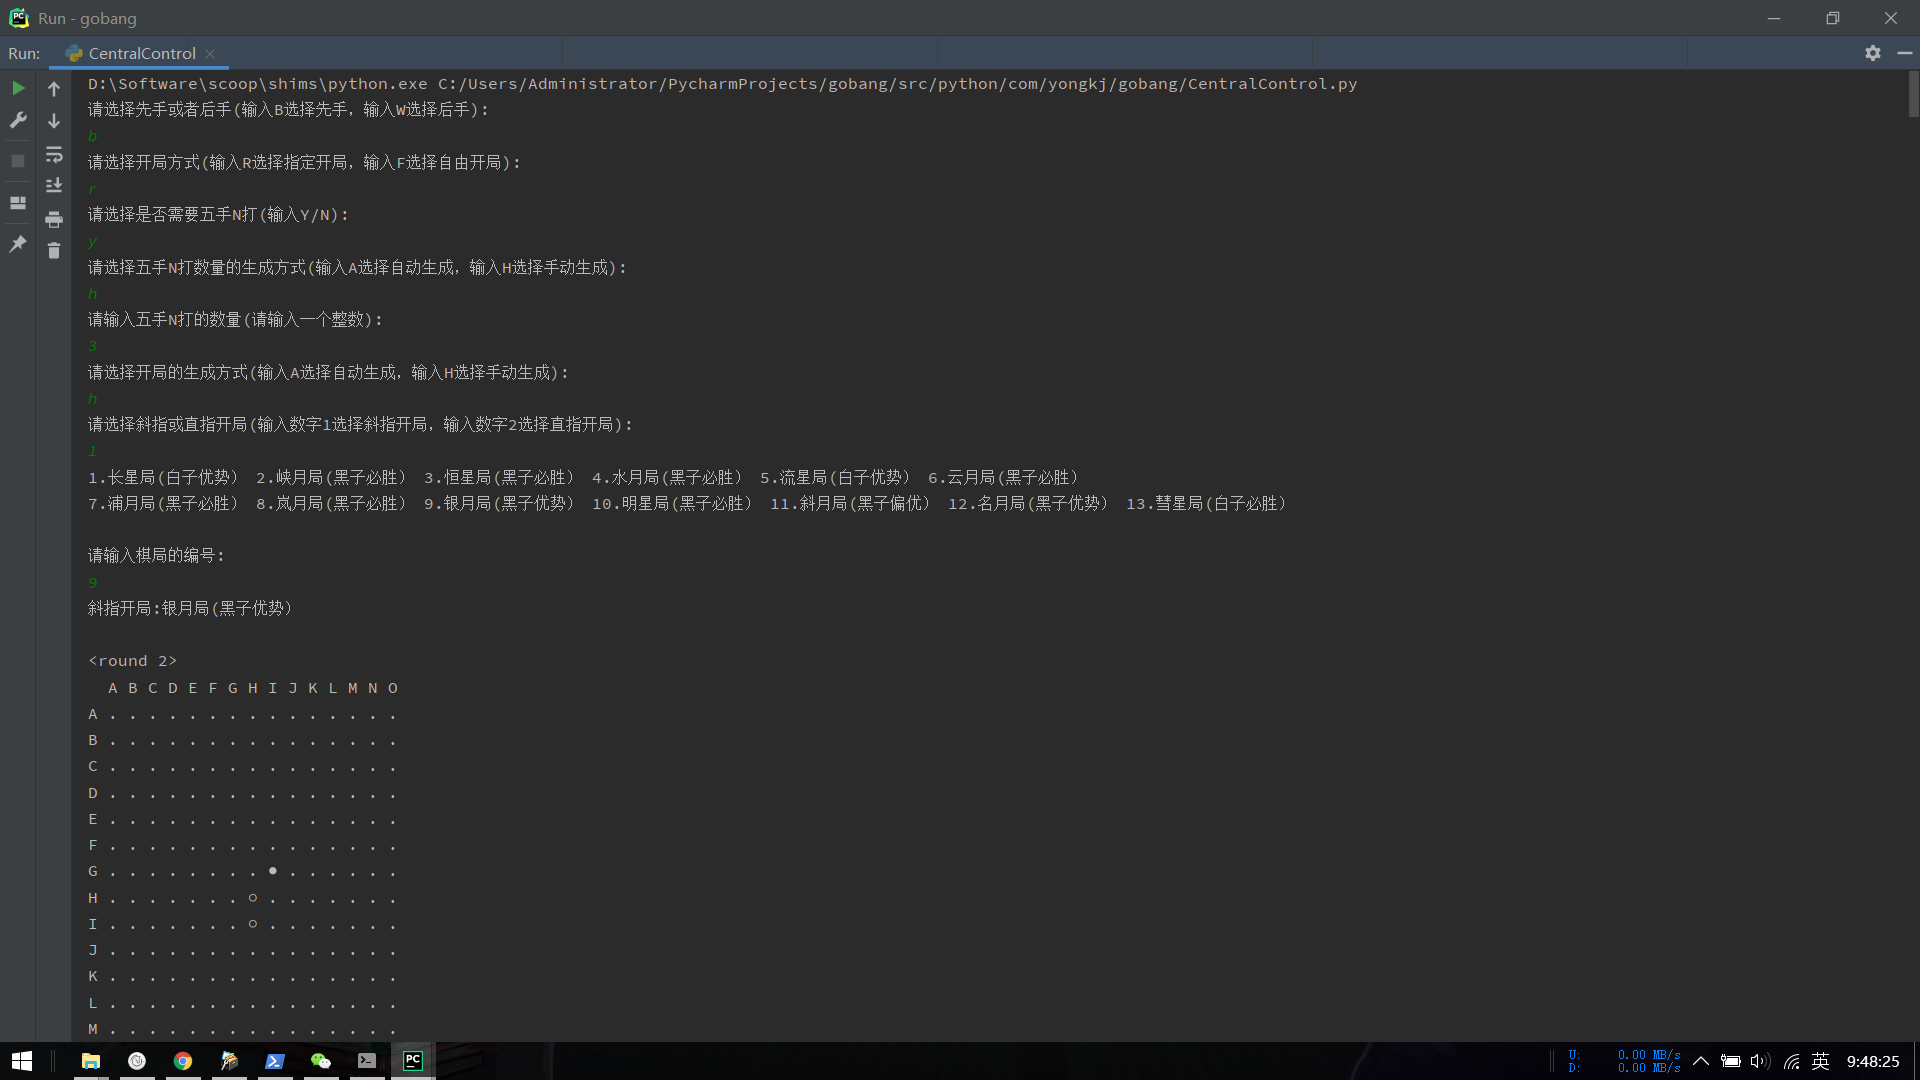 Run - gobang
Run:
CentralControl
D:\Software\scoop\shims\python.exe C:/Users/Administrator/PycharmProjects/gobang/src/python/com/yongkj/gobang/CentralControl.py
请选择先手或者后手(输入B选择先手，输入W选择后手):
b
请选择开局方式(输入R选择指定开局，输入F选择自由开局):
r
请选择是否需要五手N打(输入Y/N):
y
请选择五手N打数量的生成方式(输入A选择自动生成，输入H选择手动生成):
h
请输入五手N打的数量(请输入一个整数):
3
请选择开局的生成方式(输入A选择自动生成，输入H选择手动生成):
h
请选择斜指或直指开局(输入数字1选择斜指开局，输入数字2选择直指开局):
1
1.长星局(白子优势） 2.峡月局(黑子必胜） 3.恒星局(黑子必胜） 4.水月局(黑子必胜） 5.流星局(白子优势） 6.云月局(黑子必胜）
7.浦月局(黑子必胜） 8.岚月局(黑子必胜） 9.银月局(黑子优势） 10.明星局(黑子必胜） 11.斜月局(黑子偏优） 12.名月局(黑子优势） 13.彗星局(白子必胜）
请输入棋局的编号:
9
斜指开局:银月局(黑子优势）
<round 2>
A B C D E F G H I J K L M N O
A . . . . . . . . . . . . . . .
B . . . . . . . . . . . . . . .
C . . . . . . . . . . . . . . .
D . . . . . . . . . . . . . . .
E . . . . . . . . . . . . . . .
F . . . . . . . . . . . . . . .
G . . . . . . . . ● . . . . . .
H . . . . . . . ○ . . . . . . .
I . . . . . . . ○ . . . . . . .
J . . . . . . . . . . . . . . .
K . . . . . . . . . . . . . . .
L . . . . . . . . . . . . . . .
M . . . . . . . . . . . . . . .
U: 0.00 MB/s
D: 0.00 MB/s
英
9:48:25